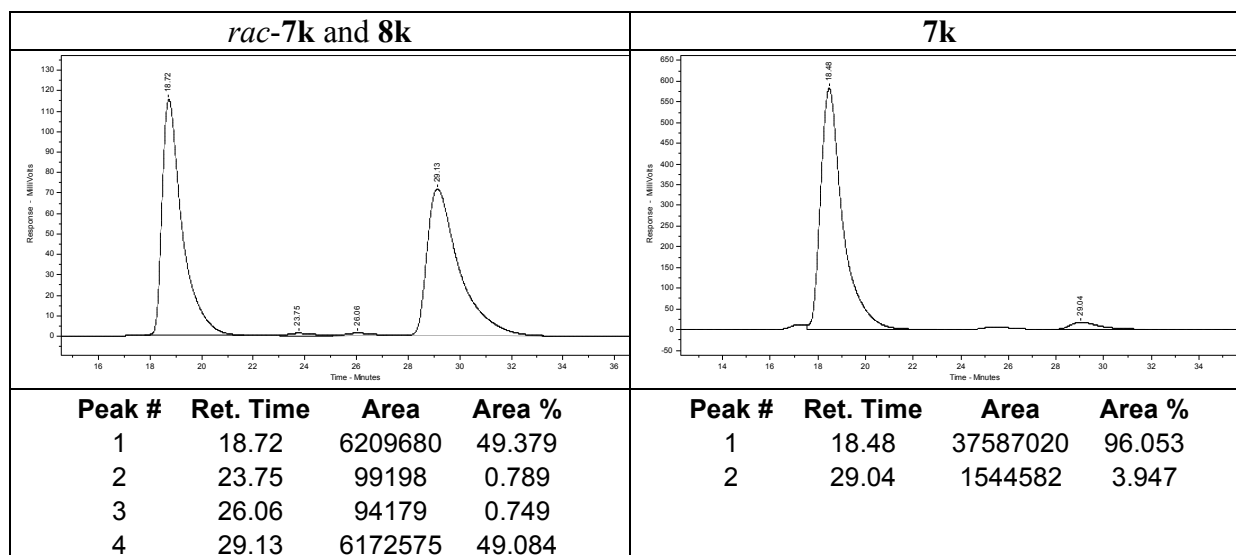 rac-7k and 8k
7k
130
120
110
100
90
80
70
60
50
40
30
20
10
0
Response - MilliVolts
18.72
23.75
26.06
29.13
16 18 20 22 24 26 28 30 32 34 36
Time - Minutes
650
600
550
500
450
400
350
300
250
200
150
100
50
0
-50
Response - MilliVolts
18.48
29.04
14 16 18 20 22 24 26 28 30 32 34
Time - Minutes
Peak # Ret. Time Area Area %
1 18.72 6209680 49.379
2 23.75 99198 0.789
3 26.06 94179 0.749
4 29.13 6172575 49.084
Peak # Ret. Time Area Area %
1 18.48 37587020 96.053
2 29.04 1544582 3.947